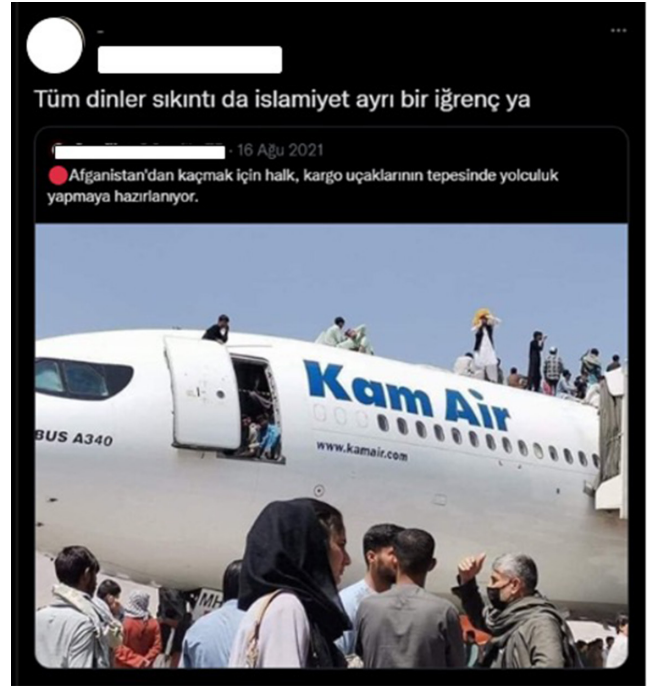 Tüm dinler sıkıntı da islamiyet ayrı bir iğrenç ya
· 16 Ağu 2021
🔴Afganistan'dan kaçmak için halk, kargo uçaklarının tepesinde yolculuk
yapmaya hazırlanıyor.
Kam Air
www.kamair.com
BUS A340
MH